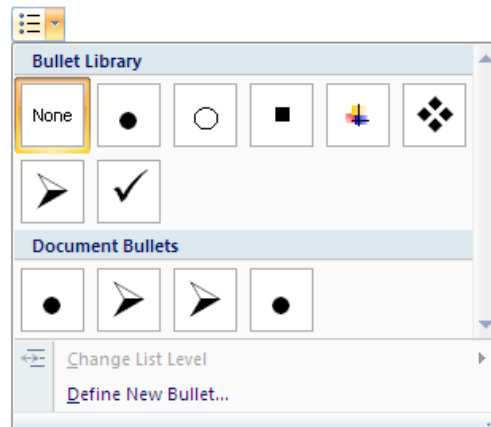 Bullet Library
None
Document Bullets
Change List Level
Define New Bullet...